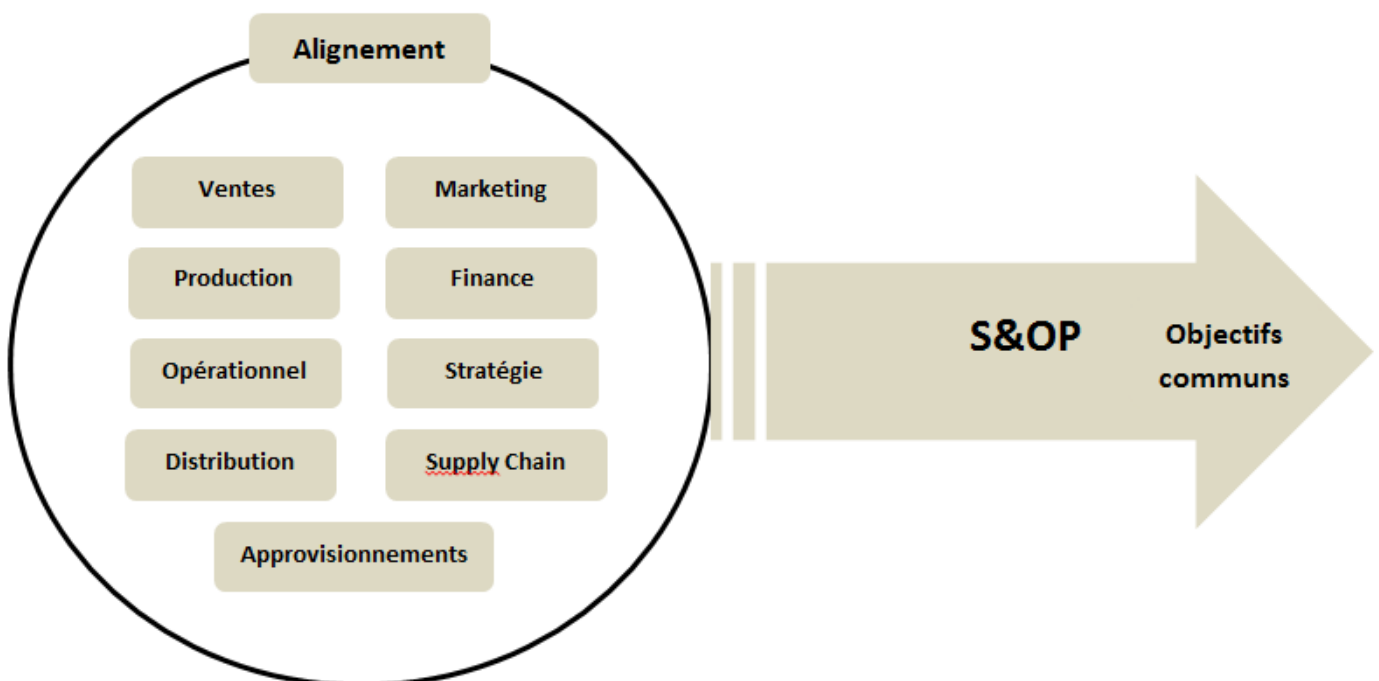 Alignement
Ventes
Marketing
Production
Finance
Opérationnel
Stratégie
Distribution
Supply Chain
Approvisionnements
S&OP
Objectifs
communs